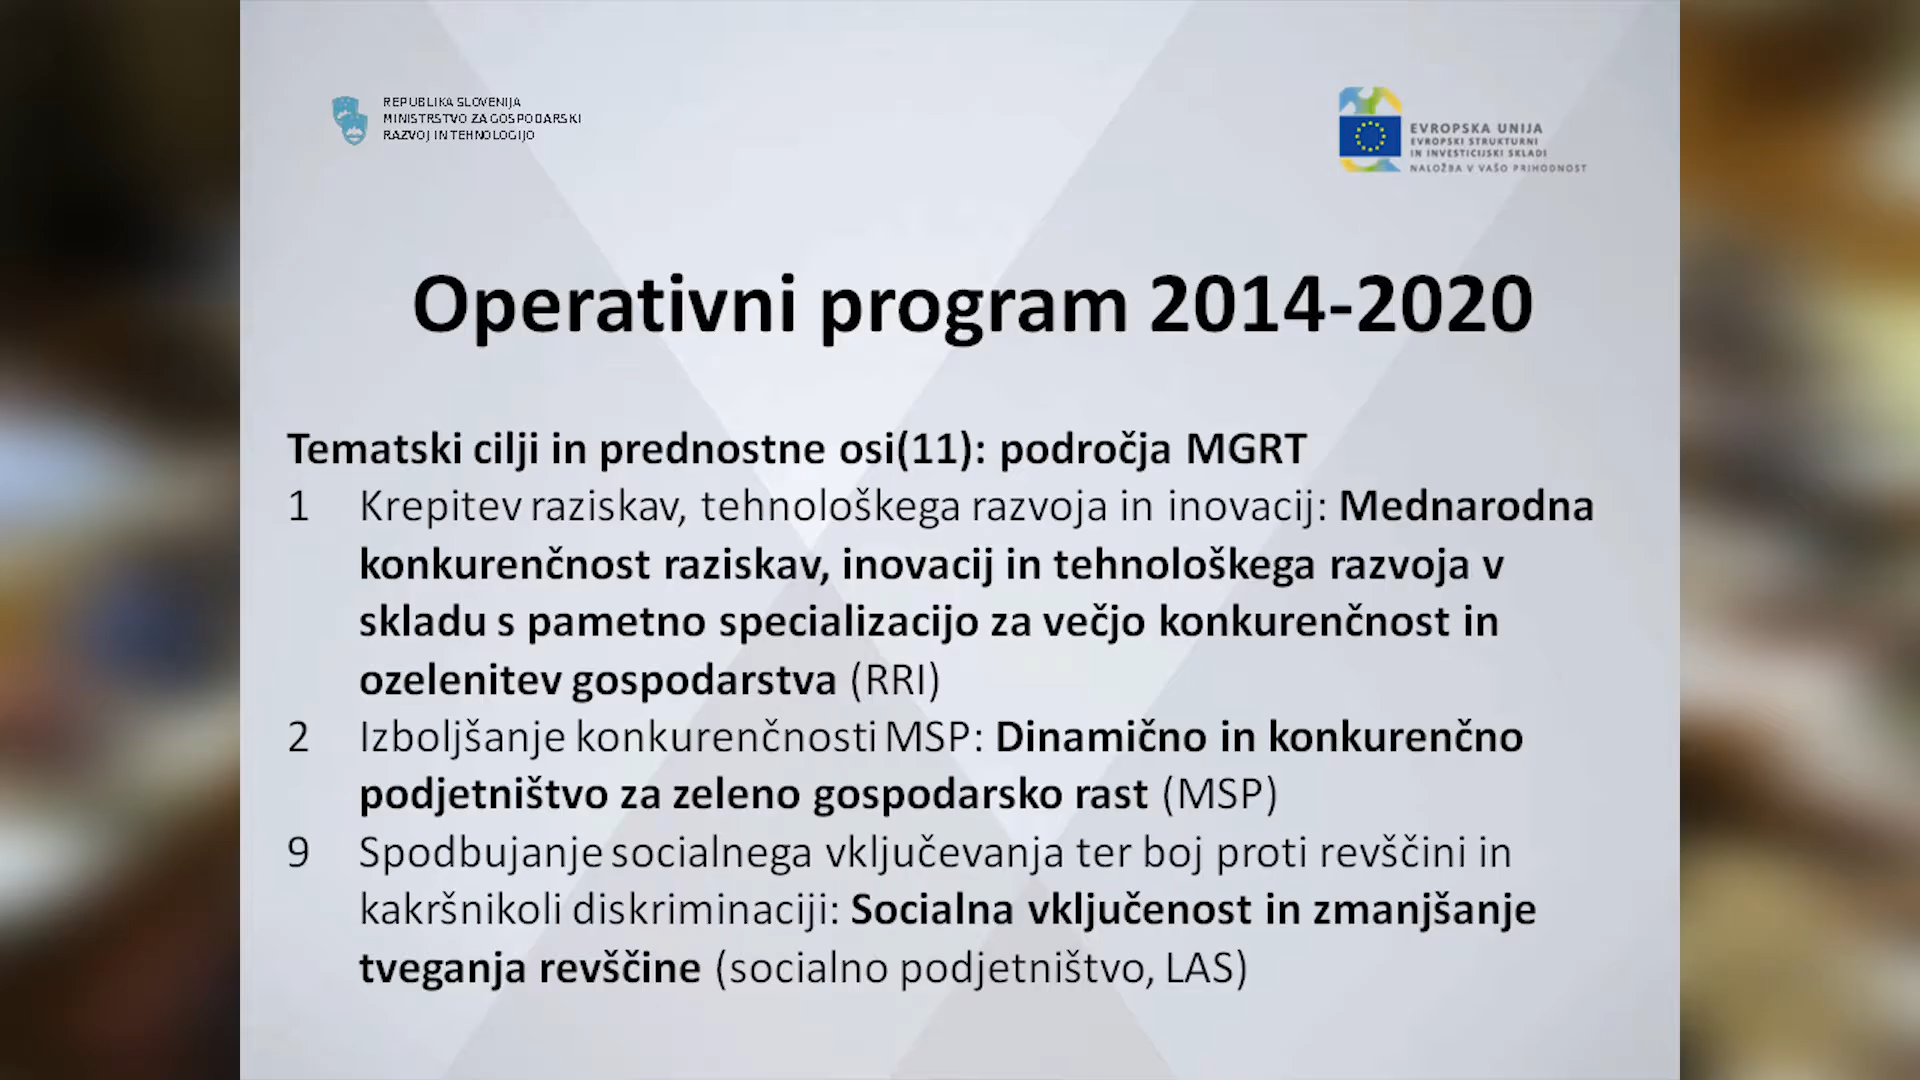 REPUBLIKA SLOVENIJA
MINISTRSTVO ZA GOSPODARSKI
RAZVOJ IN TEHNOLOGIJO
EVROPSKA UNIJA
EVROPSKI STRUKTURNI
IN INVESTICIJSKI SKLADI
NALOŽBA V VAŠO PRIHODNOST
Operativni program 2014-2020
Tematski cilji in prednostne osi(11): področja MGRT
1 Krepitev raziskav, tehnološkega razvoja in inovacij: Mednarodna
konkurenčnost raziskav, inovacij in tehnološkega razvoja v
skladu s pametno specializacijo za večjo konkurenčnost in
ozelenitev gospodarstva (RRI)
2 Izboljšanje konkurenčnosti MSP: Dinamično in konkurenčno
podjetništvo za zeleno gospodarsko rast (MSP)
9 Spodbujanje socialnega vključevanja ter boj proti revščini in
kakršnikoli diskriminaciji: Socialna vključenost in zmanjšanje
tveganja revščine (socialno podjetništvo, LAS)